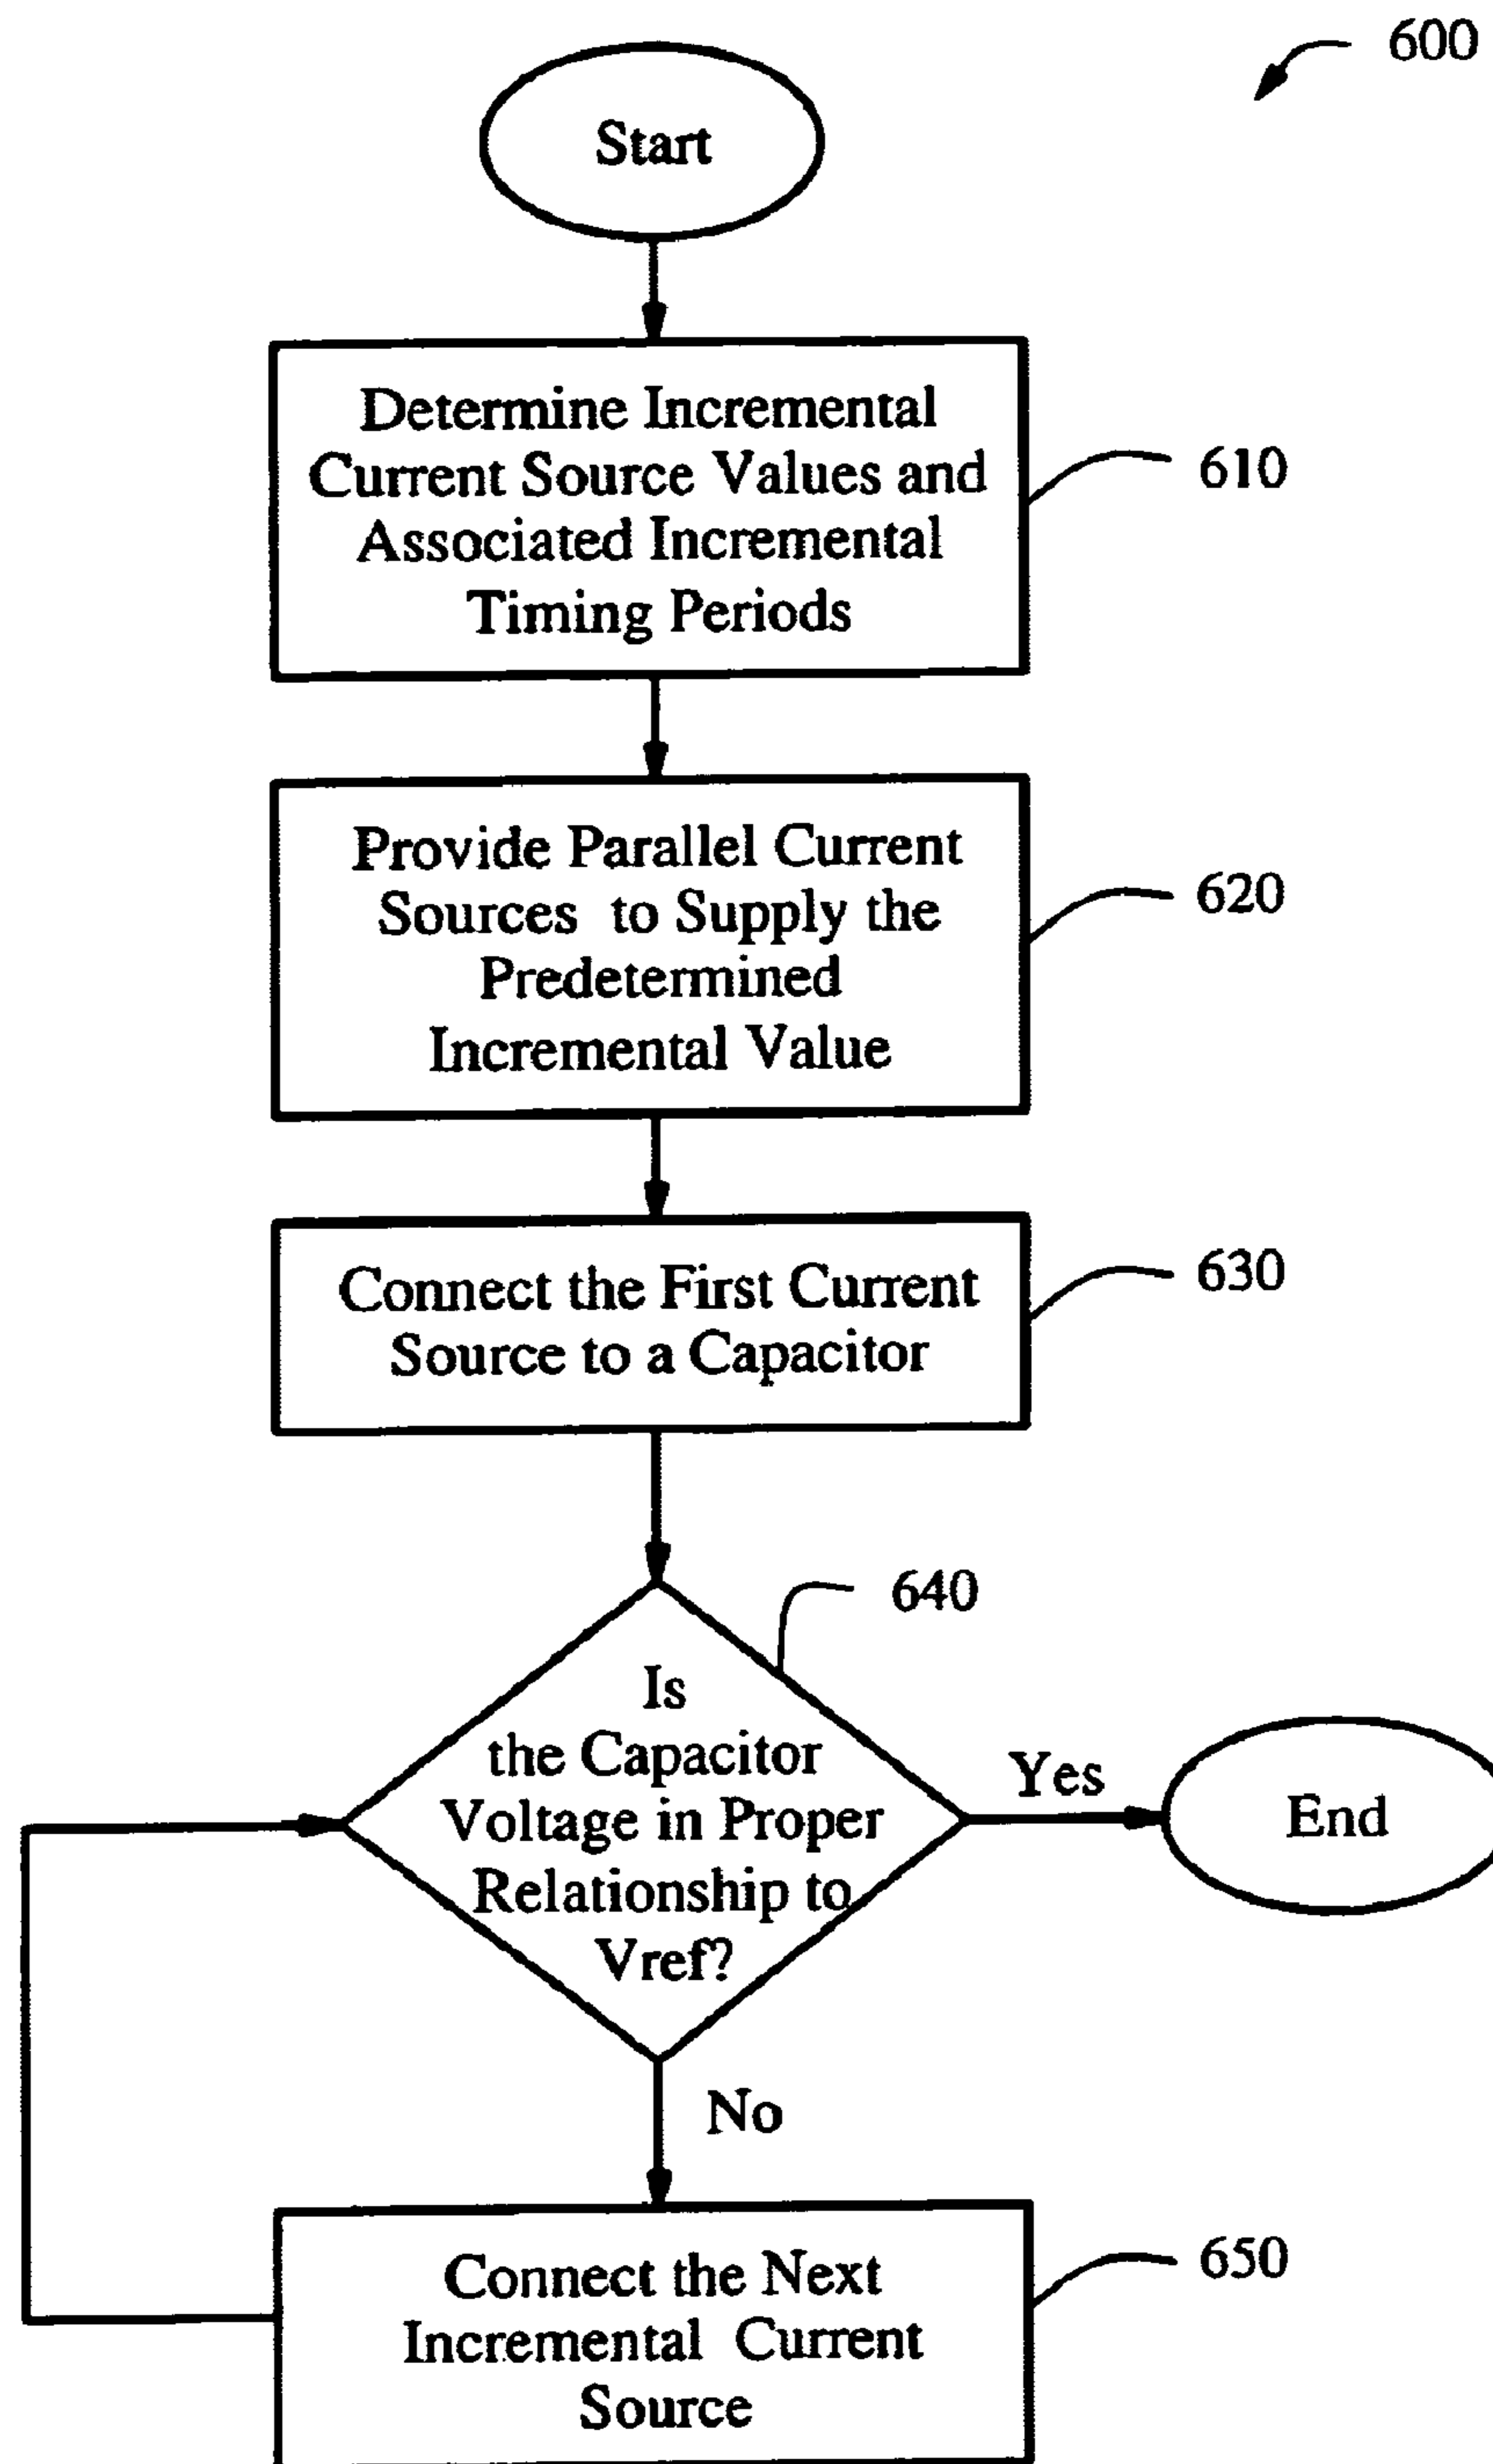 600
Start
Determine Incremental
Current Source Values and
Associated Incremental
Timing Periods
610
Provide Parallel Current
Sources to Supply the
Predetermined
Incremental Value
620
Connect the First Current
Source to a Capacitor
630
640
Is
the Capacitor
Voltage in Proper
Relationship to
Vref?
Yes
End
No
Connect the Next
Incremental Current
Source
650